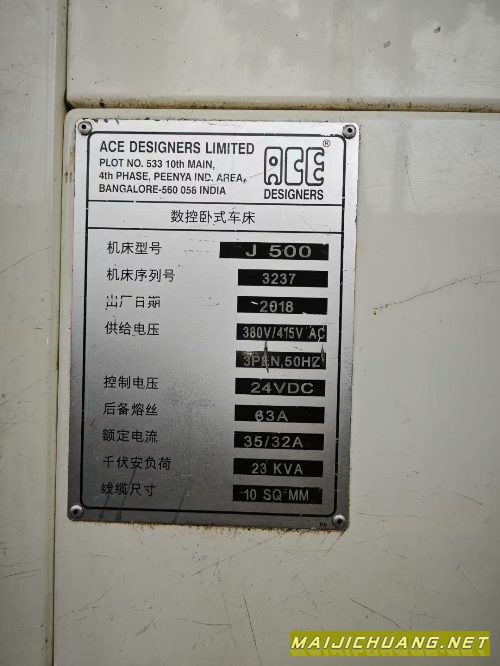 ACE DESIGNERS LIMITED
PLOT NO. 533 10th MAIN,
4th PHASE, PEENYA IND. AREA,
BANGALORE-560 058 INDIA
ACE ®
DESIGNERS
数控卧式车床
机床型号 J 500
机床序列号 3237
出厂日期 2018
供给电压 380V/415V AC
3PEN,50HZ
控制电压 24VDC
后备熔丝 63A
额定电流 35/32A
千伏安负荷 23 KVA
线缆尺寸 10 SQ MM
MAIJICHUANG.NET